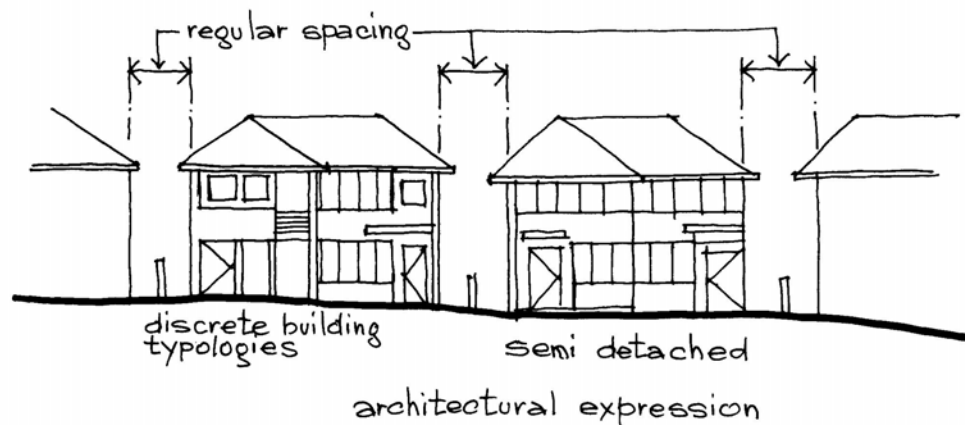 regular spacing
discrete building
typologies
semi detached
architectural expression